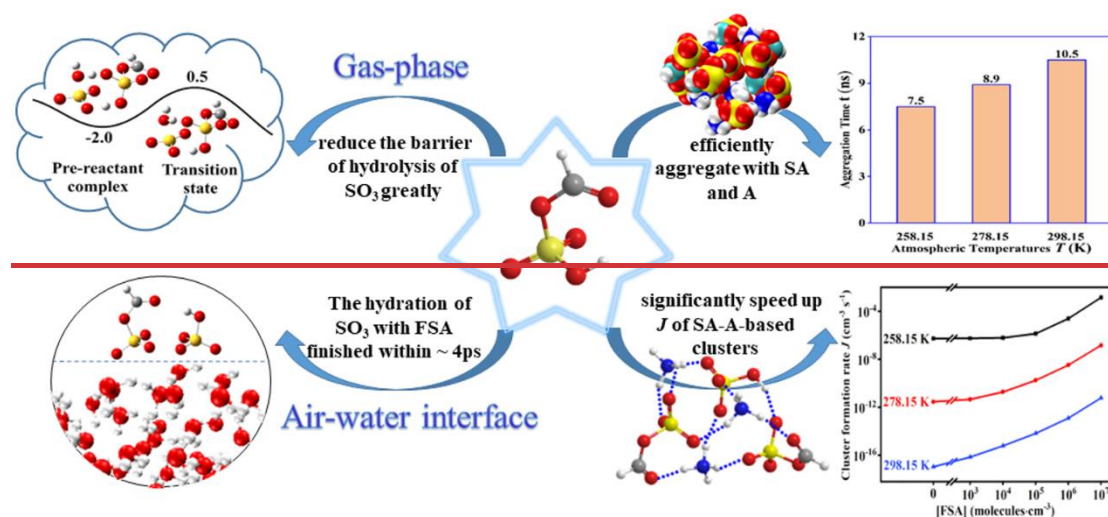 0.5
-2.0
Pre-reactant
complex
Transition
state
Gas-phase
reduce the barrier
of hydrolysis of
SO₃ greatly
efficiently
aggregate with SA
and A
Aggregation Time t (ns)
12
9
6
3
0
7.5
8.9
10.5
258.15 278.15 298.15
Atmospheric Temperatures T (K)
The hydration of
SO₃ with FSA
finished within ~ 4ps
Air-water interface
significantly speed up
J of SA-A-based
clusters
Cluster formation rate J (cm⁻³ s⁻¹)
10⁻⁴
10⁻⁸
10⁻¹²
10⁻¹⁶
258.15 K
278.15 K
298.15 K
0 10³ 10⁴ 10⁵ 10⁶ 10⁷
[FSA] (molecules·cm⁻³)